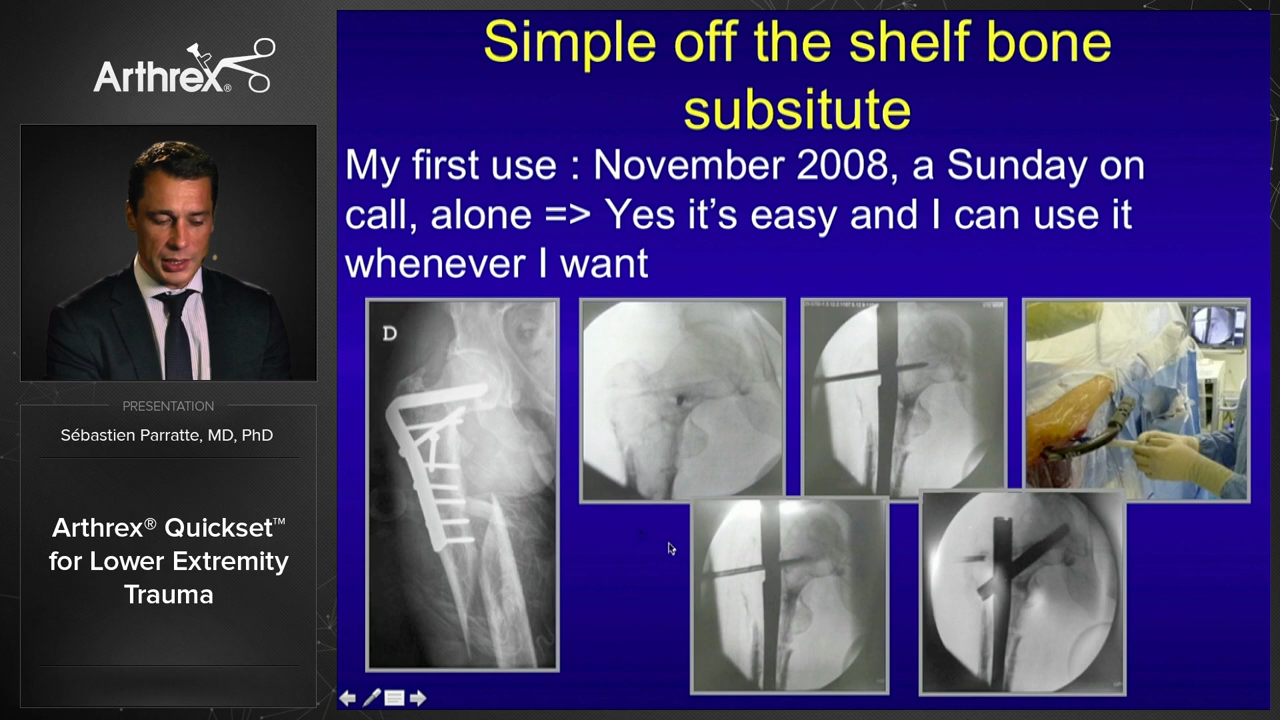 Arthrex®
PRESENTATION
Sébastien Parratte, MD, PhD
Arthrex® Quickset™
for Lower Extremity
Trauma
Simple off the shelf bone
subsitute
My first use : November 2008, a Sunday on
call, alone => Yes it’s easy and I can use it
whenever I want
D